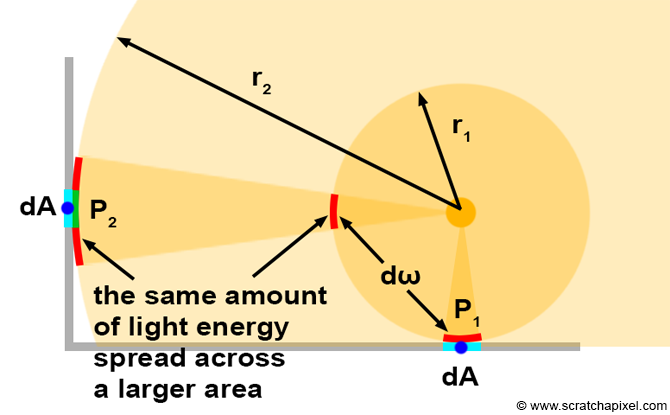 r2
r1
dA
P2
dω
the same amount
of light energy
spread across
a larger area
P1
dA
© www.scratchapixel.com